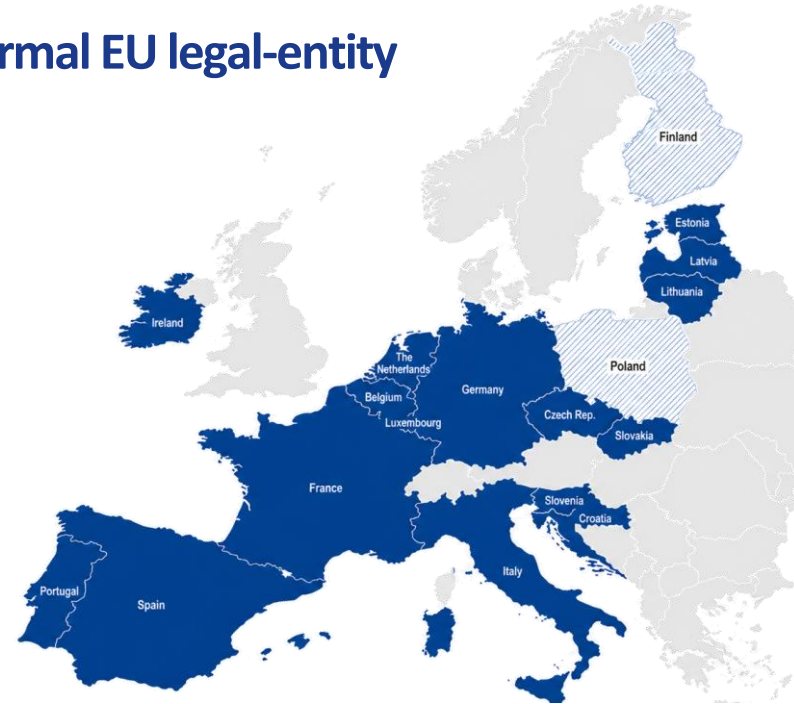 rmal EU legal-entity
Finland
Estonia
Latvia
Lithuania
Ireland
The
Netherlands
Poland
Belgium
Germany
Luxembourg
Czech Rep.
Slovakia
France
Slovenia
Croatia
Italy
Portugal
Spain